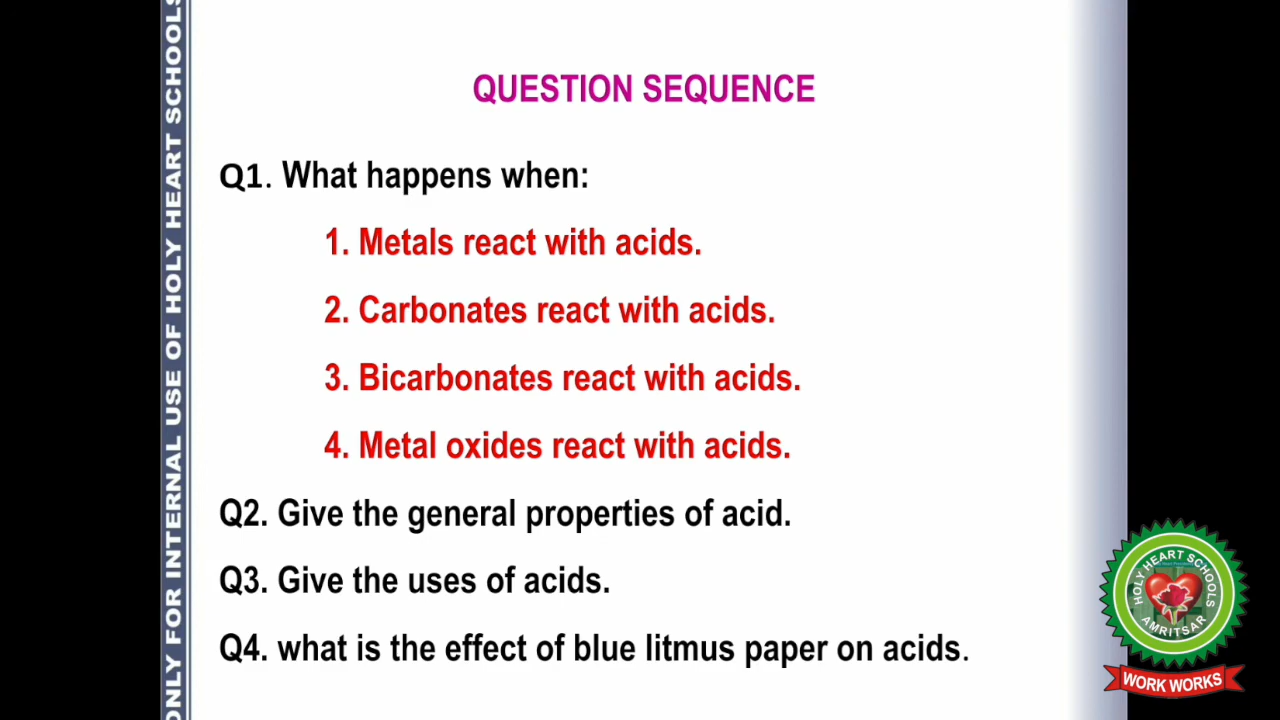 ONLY FOR INTERNAL USE OF HOLY HEART SCHOOLS
QUESTION SEQUENCE
Q1. What happens when:
1. Metals react with acids.
2. Carbonates react with acids.
3. Bicarbonates react with acids.
4. Metal oxides react with acids.
Q2. Give the general properties of acid.
Q3. Give the uses of acids.
Q4. what is the effect of blue litmus paper on acids.
HOLY HEART SCHOOLS
AMRITSAR
WORK WORKS